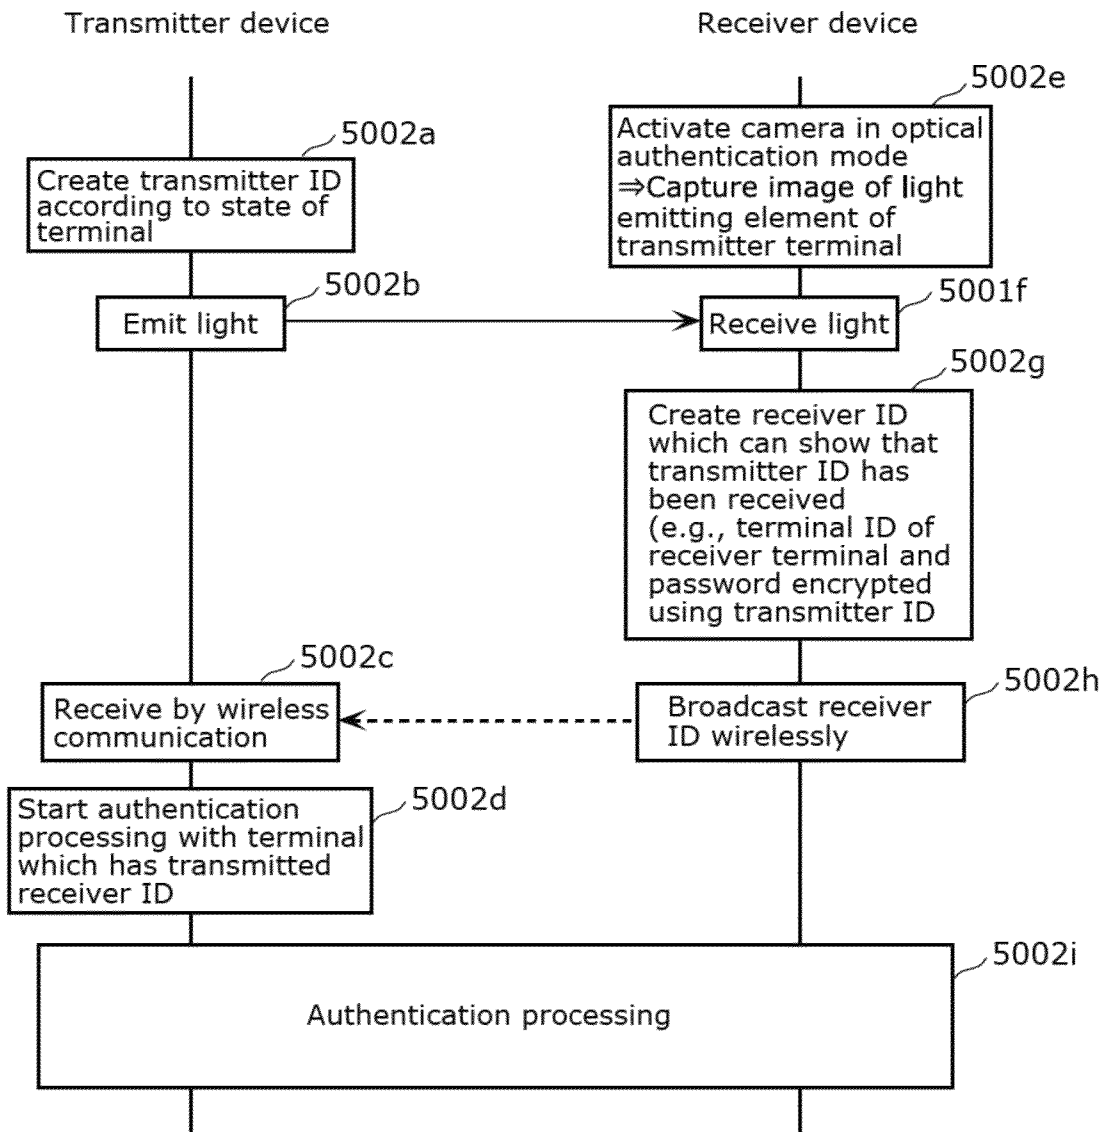 Transmitter device
Receiver device
5002e
Activate camera in optical
authentication mode
⇒Capture image of light
emitting element of
transmitter terminal
5002a
Create transmitter ID
according to state of
terminal
5002b
Emit light
5001f
Receive light
5002g
Create receiver ID
which can show that
transmitter ID has
been received
(e.g., terminal ID of
receiver terminal and
password encrypted
using transmitter ID
5002c
Receive by wireless
communication
5002h
Broadcast receiver
ID wirelessly
5002d
Start authentication
processing with terminal
which has transmitted
receiver ID
5002i
Authentication processing